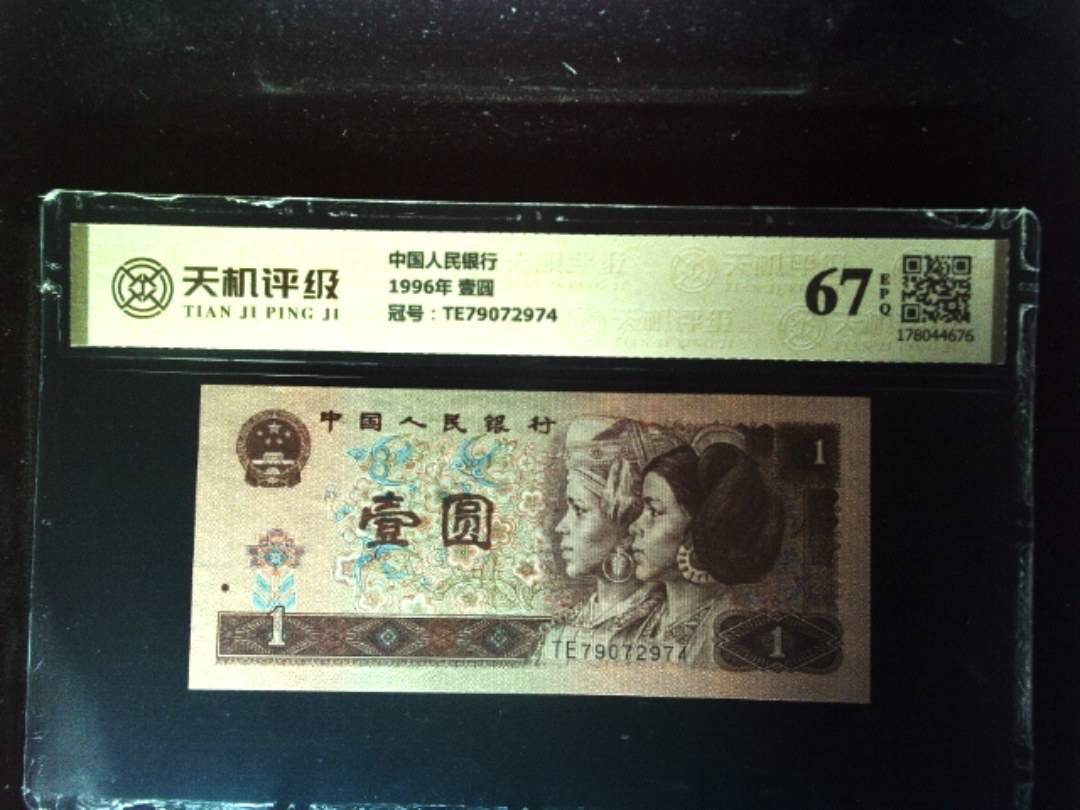 天机评级
TIAN JI PING JI
中国人民银行
1996年 壹圆
冠号：TE79072974
67
EPQ
178044676
中国人民银行
1
壹圆
1
TE79072974
1